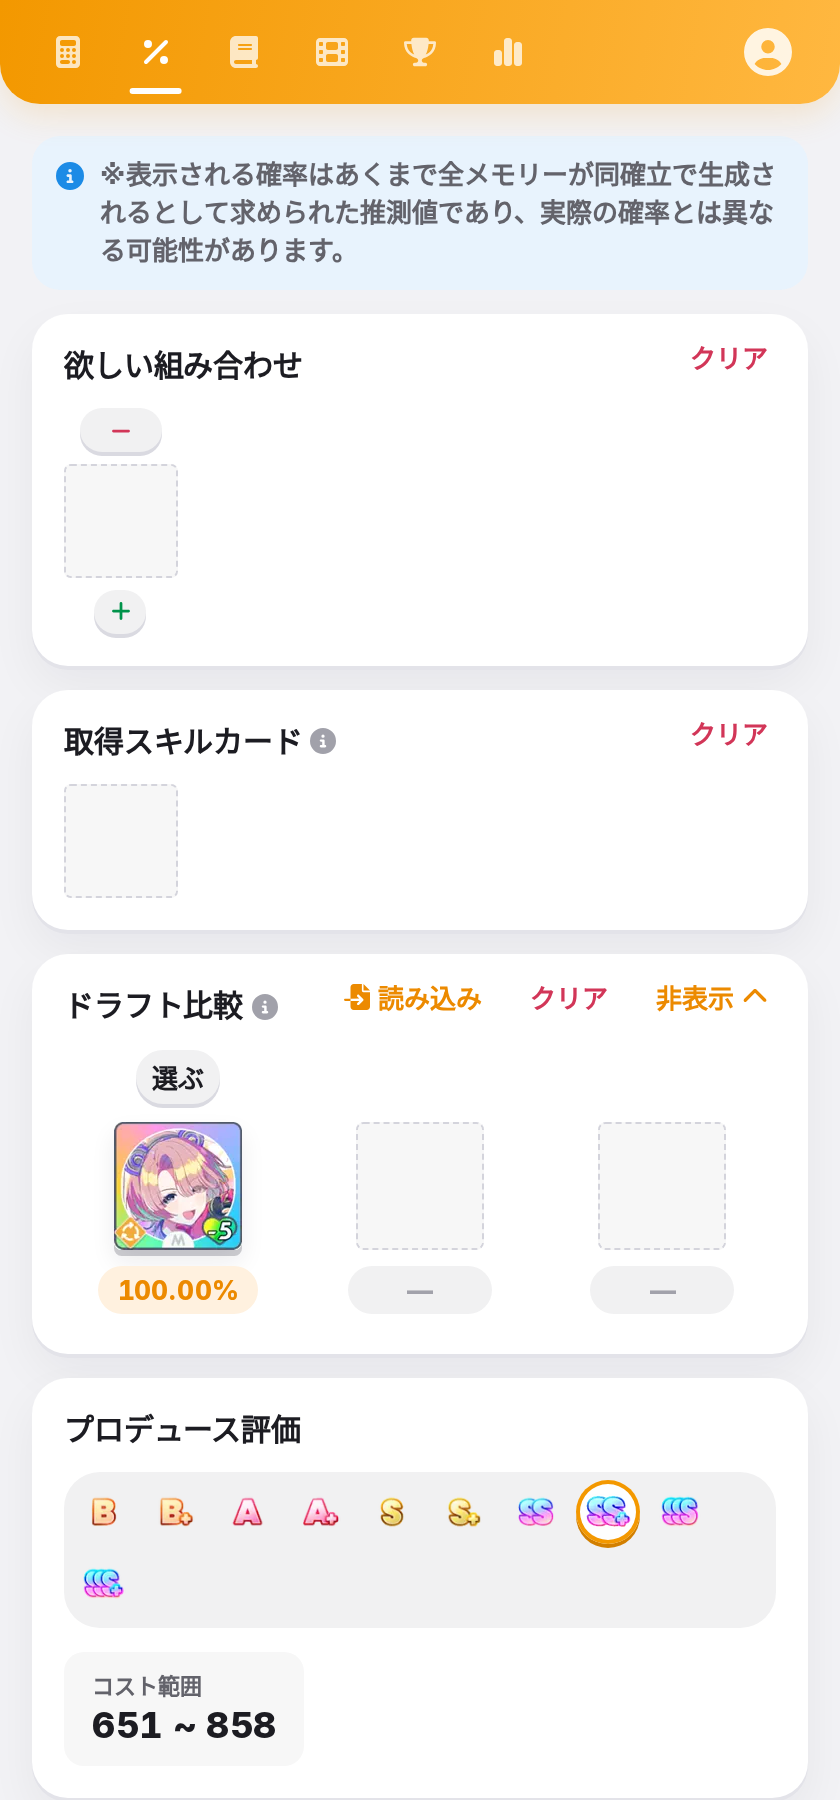 ※表示される確率はあくまで全メモリーが同確立で生成さ
れるとして求められた推測値であり、実際の確率とは異な
る可能性があります。
欲しい組み合わせ
クリア
−
+
取得スキルカード
クリア
ドラフト比較
読み込み
クリア
非表示
選ぶ
-5
M
100.00%
—
—
プロデュース評価
B B+ A A+ S S+ SS SS+ SSS
SSS+
コスト範囲
651 ~ 858